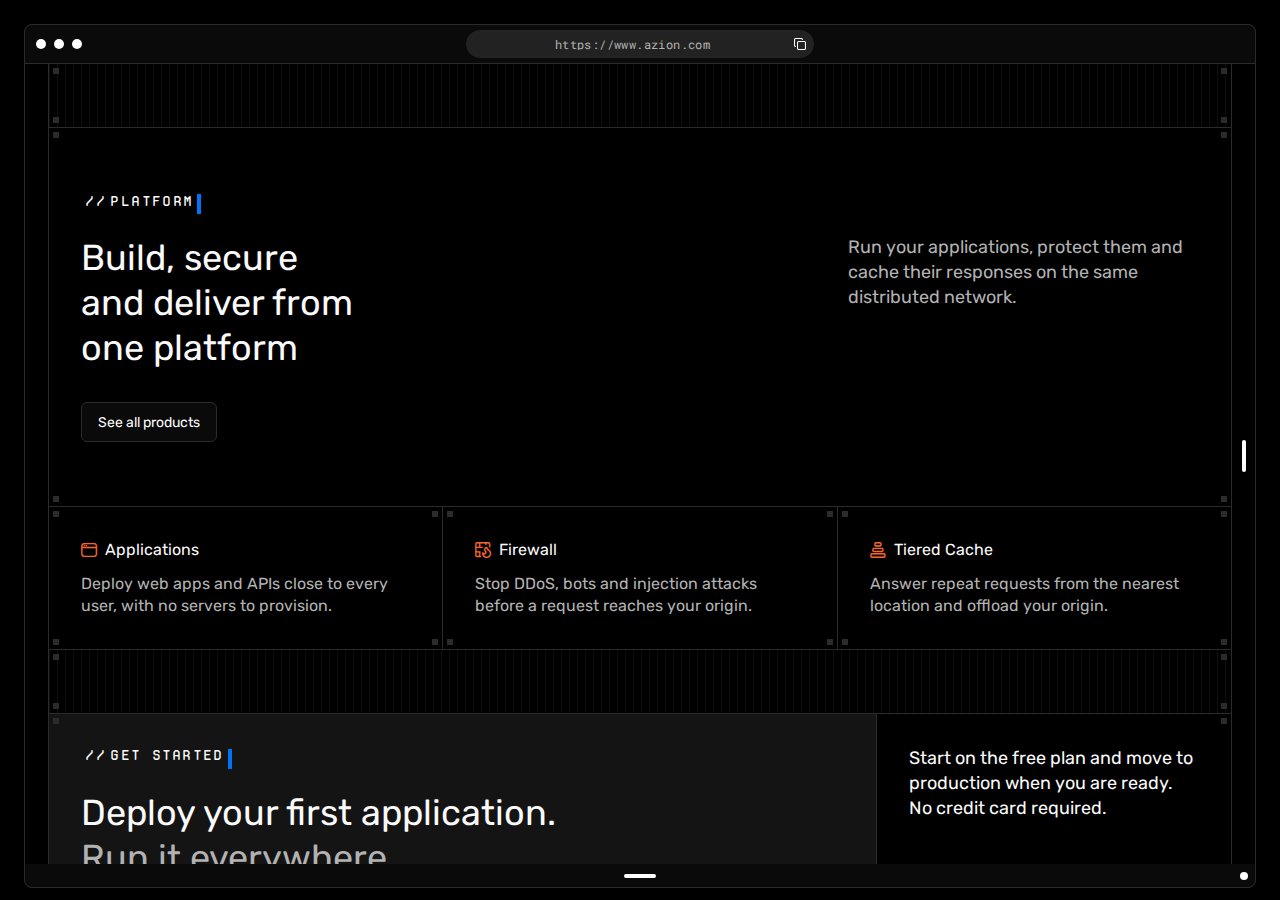 https://www.azion.com
//PLATFORM
Build, secure
and deliver from
one platform
Run your applications, protect them and
cache their responses on the same
distributed network.
See all products
Applications
Deploy web apps and APIs close to every
user, with no servers to provision.
Firewall
Stop DDoS, bots and injection attacks
before a request reaches your origin.
Tiered Cache
Answer repeat requests from the nearest
location and offload your origin.
//GET STARTED
Deploy your first application.
Run it everywhere
Start on the free plan and move to
production when you are ready.
No credit card required.